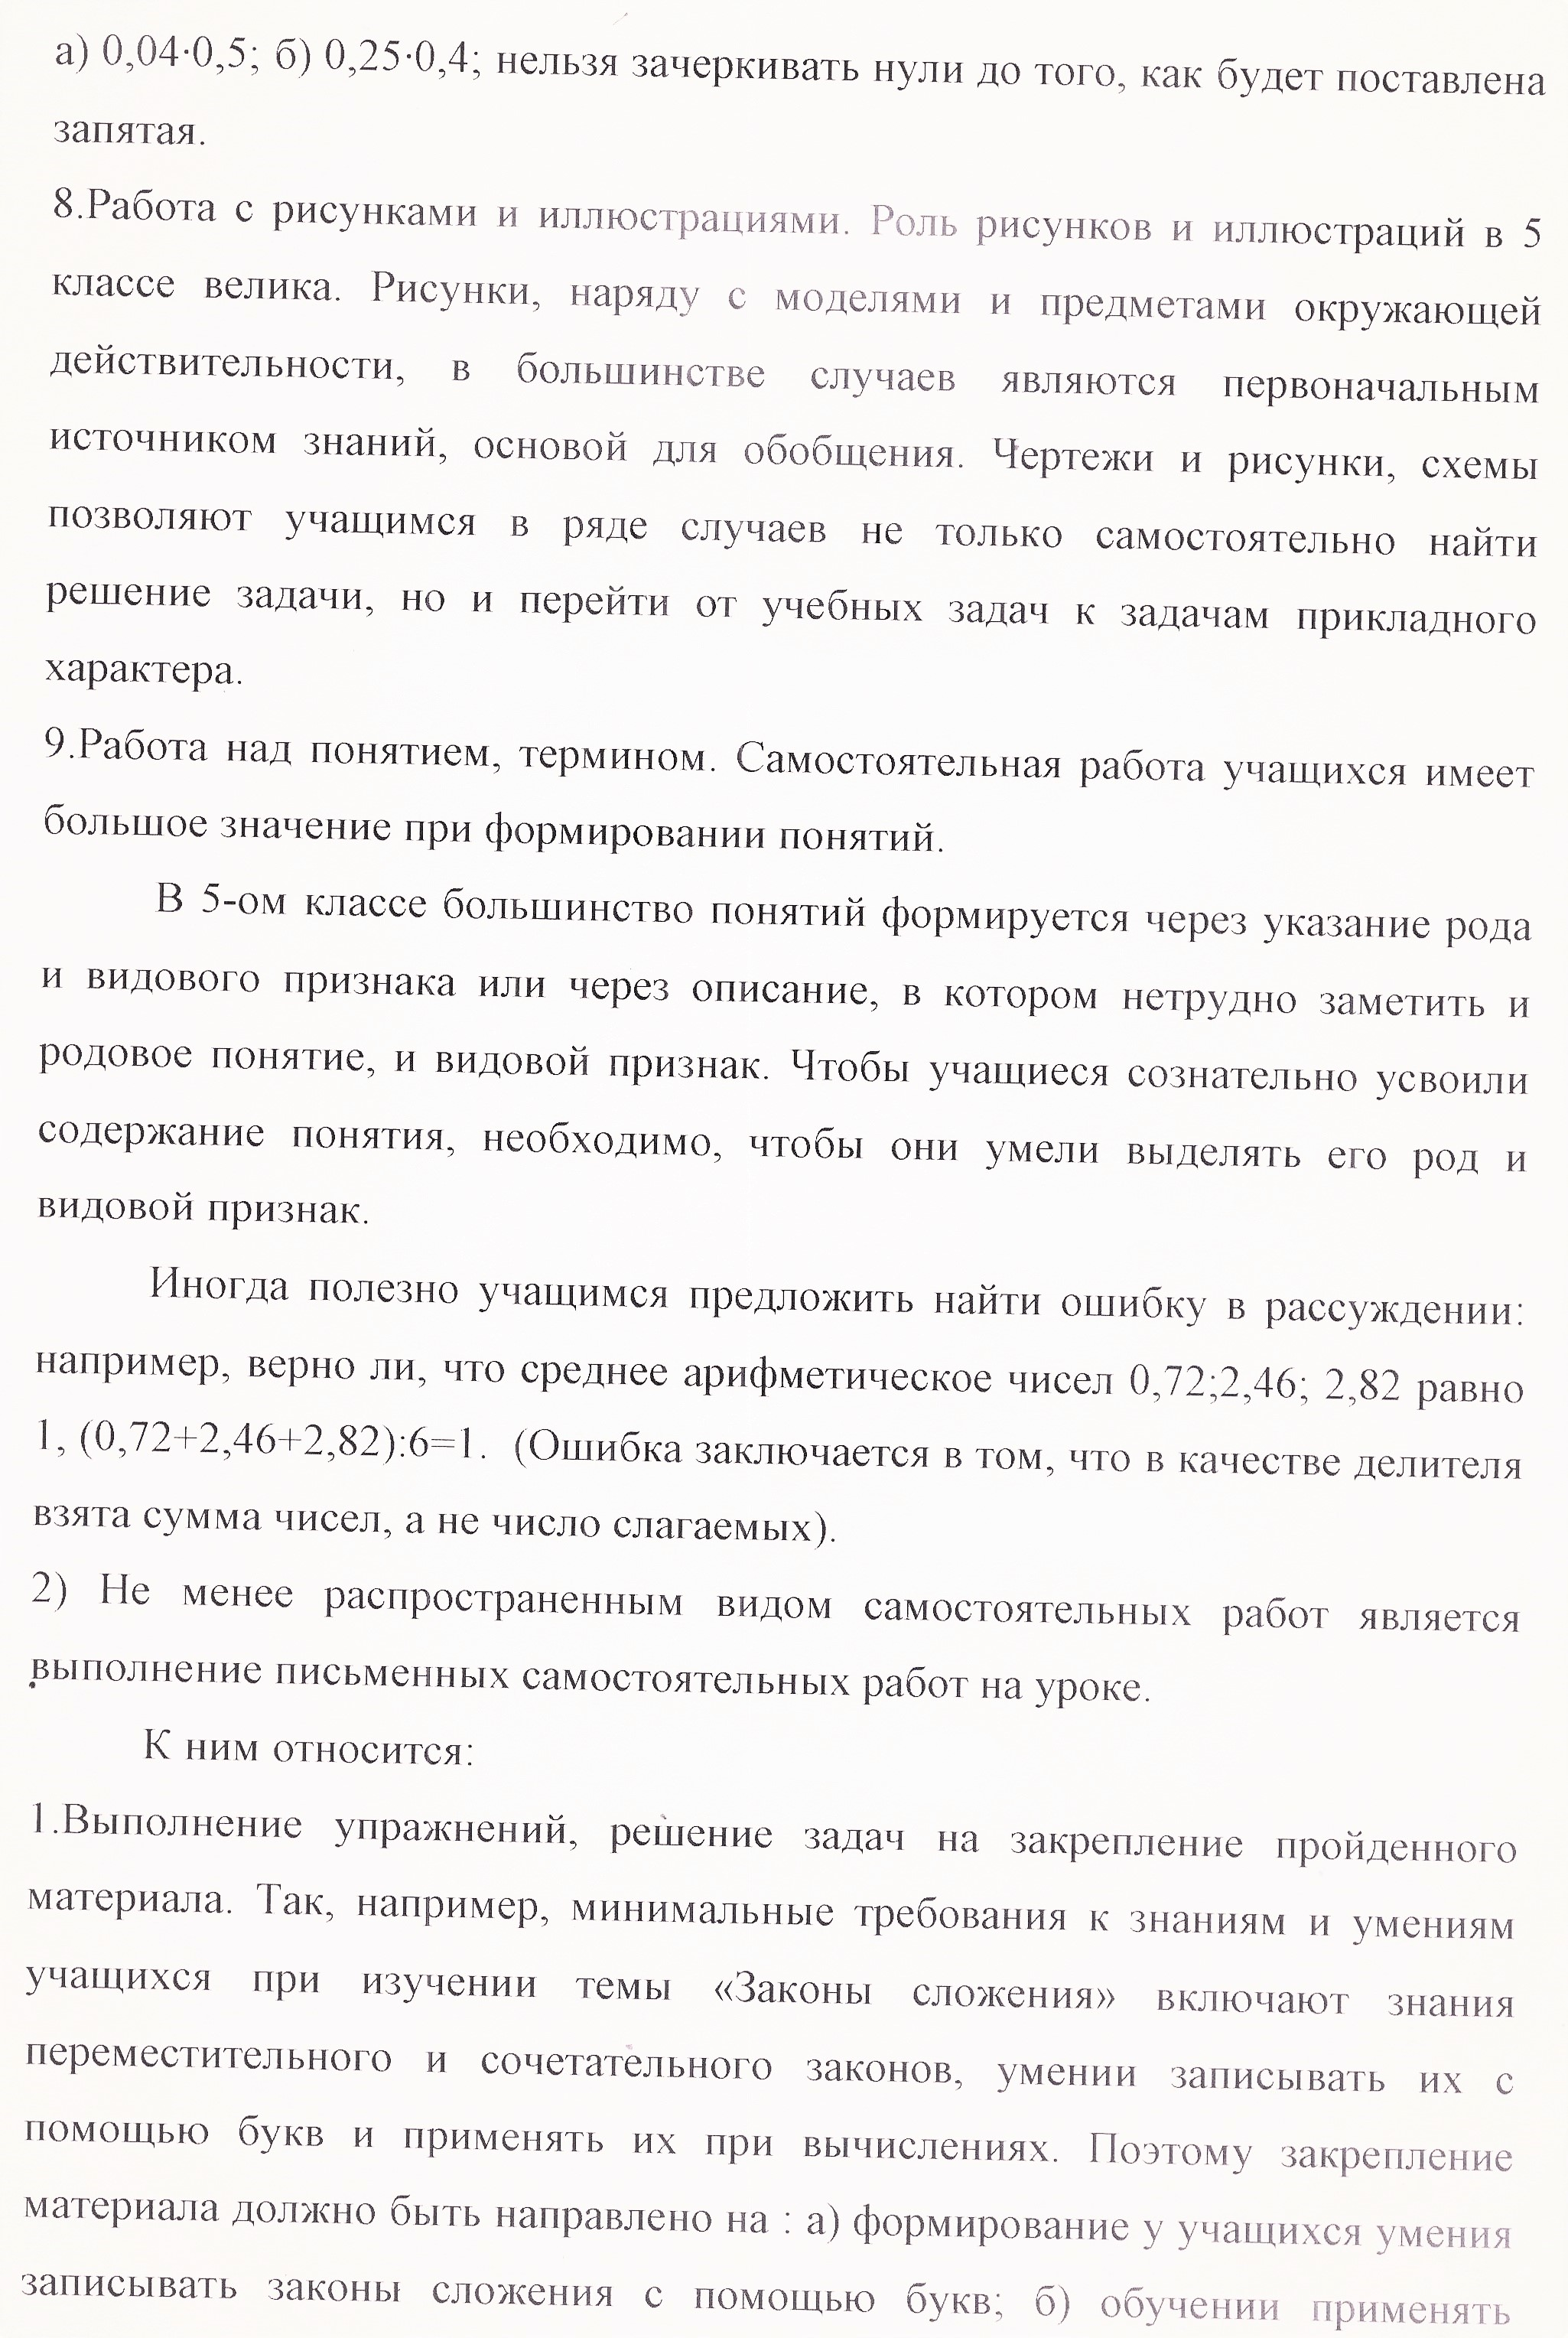 а) 0,04·0,5; б) 0,25·0,4; нельзя зачеркивать нули до того, как будет поставлена
запятая.
8.Работа с рисунками и иллюстрациями. Роль рисунков и иллюстраций в 5
классе велика. Рисунки, наряду с моделями и предметами окружающей
действительности, в большинстве случаев являются первоначальным
источником знаний, основой для обобщения. Чертежи и рисунки, схемы
позволяют учащимся в ряде случаев не только самостоятельно найти
решение задачи, но и перейти от учебных задач к задачам прикладного
характера.
9.Работа над понятием, термином. Самостоятельная работа учащихся имеет
большое значение при формировании понятий.
В 5-ом классе большинство понятий формируется через указание рода
и видового признака или через описание, в котором нетрудно заметить и
родовое понятие, и видовой признак. Чтобы учащиеся сознательно усвоили
содержание понятия, необходимо, чтобы они умели выделять его род и
видовой признак.
Иногда полезно учащимся предложить найти ошибку в рассуждении:
например, верно ли, что среднее арифметическое чисел 0,72;2,46; 2,82 равно
1, (0,72+2,46+2,82):6=1. (Ошибка заключается в том, что в качестве делителя
взята сумма чисел, а не число слагаемых).
2) Не менее распространенным видом самостоятельных работ является
выполнение письменных самостоятельных работ на уроке.
К ним относится:
1.Выполнение упражнений, решение задач на закрепление пройденного
материала. Так, например, минимальные требования к знаниям и умениям
учащихся при изучении темы «Законы сложения» включают знания
переместительного и сочетательного законов, умении записывать их с
помощью букв и применять их при вычислениях. Поэтому закрепление
материала должно быть направлено на : а) формирование у учащихся умения
записывать законы сложения с помощью букв; б) обучении применять